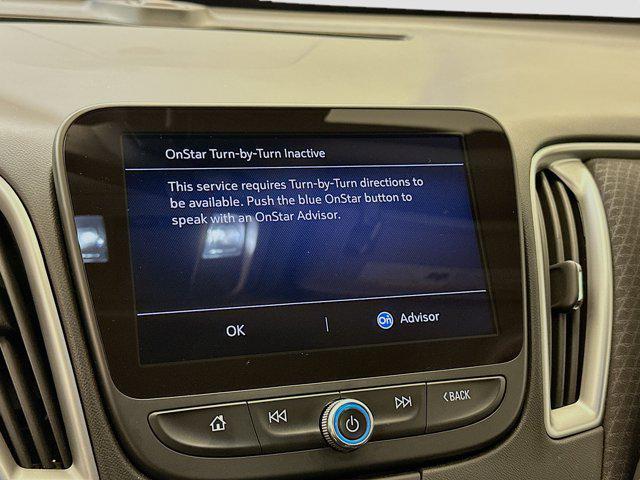 OnStar Turn-by-Turn Inactive
This service requires Turn-by-Turn directions to
be available. Push the blue OnStar button to
speak with an OnStar Advisor.
OK | On Advisor
BACK